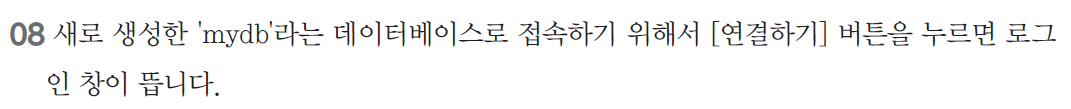 08 새로 생성한 'mydb'라는 데이터베이스로 접속하기 위해서 [연결하기] 버튼을 누르면 로그
인 창이 뜹니다.